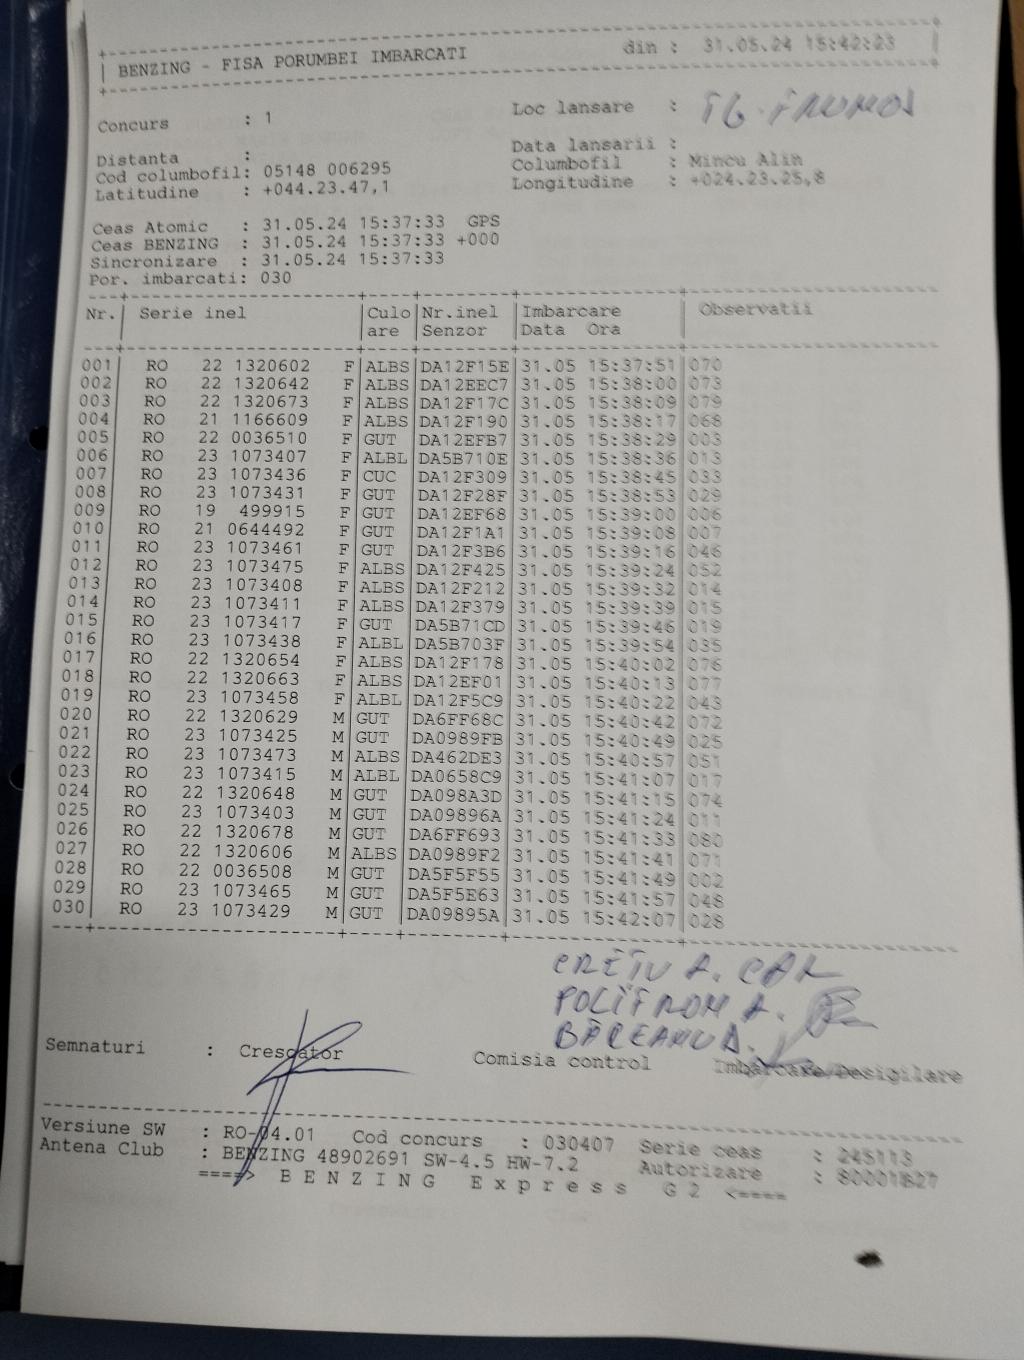 BENZING - FISA PORUMBEI IMBARCATI din : 31.05.24 15:42:23
Concurs : 1 Loc lansare : TG. FRUMOS
Distanta : Data lansarii :
Cod columbofil: 05148 006295 Columbofil : Mincu Alin
Latitudine : +044.23.47,1 Longitudine : +024.23.25,8
Ceas Atomic : 31.05.24 15:37:33 GPS
Ceas BENZING : 31.05.24 15:37:33 +000
Sincronizare : 31.05.24 15:37:33
Por. imbarcati: 030
Nr. Serie inel Culo Nr.inel Imbarcare Observatii
are Senzor Data Ora
001 RO 22 1320602 F ALBS DA12F15E 31.05 15:37:51 070
002 RO 22 1320642 F ALBS DA12EEC7 31.05 15:38:00 073
003 RO 22 1320673 F ALBS DA12F17C 31.05 15:38:09 079
004 RO 21 1166609 F ALBS DA12F190 31.05 15:38:17 068
005 RO 22 0036510 F GUT DA12EFB7 31.05 15:38:29 003
006 RO 23 1073407 F ALBL DA5B710E 31.05 15:38:36 013
007 RO 23 1073436 F CUC DA12F309 31.05 15:38:45 033
008 RO 23 1073431 F GUT DA12F28F 31.05 15:38:53 029
009 RO 19 499915 F GUT DA12EF68 31.05 15:39:00 006
010 RO 21 0644492 F GUT DA12F1A1 31.05 15:39:08 007
011 RO 23 1073461 F GUT DA12F3B6 31.05 15:39:16 046
012 RO 23 1073475 F ALBS DA12F425 31.05 15:39:24 052
013 RO 23 1073408 F ALBS DA12F212 31.05 15:39:32 014
014 RO 23 1073411 F ALBS DA12F379 31.05 15:39:39 015
015 RO 23 1073417 F GUT DA5B71CD 31.05 15:39:46 019
016 RO 23 1073438 F ALBL DA5B703F 31.05 15:39:54 035
017 RO 22 1320654 F ALBS DA12F178 31.05 15:40:02 076
018 RO 22 1320663 F ALBS DA12EF01 31.05 15:40:13 077
019 RO 23 1073458 F ALBL DA12F5C9 31.05 15:40:22 043
020 RO 22 1320629 M GUT DA6FF68C 31.05 15:40:42 072
021 RO 23 1073425 M GUT DA0989FB 31.05 15:40:49 025
022 RO 23 1073473 M ALBS DA462DE3 31.05 15:40:57 051
023 RO 23 1073415 M ALBL DA0658C9 31.05 15:41:07 017
024 RO 22 1320648 M GUT DA098A3D 31.05 15:41:15 074
025 RO 23 1073403 M GUT DA09896A 31.05 15:41:24 011
026 RO 22 1320678 M GUT DA6FF693 31.05 15:41:33 080
027 RO 22 1320606 M ALBS DA0989F2 31.05 15:41:41 071
028 RO 22 0036508 M GUT DA5F5F55 31.05 15:41:49 002
029 RO 23 1073465 M GUT DA5F5E63 31.05 15:41:57 048
030 RO 23 1073429 M GUT DA09895A 31.05 15:42:07 028
CREȚU A.
POLIFRON A.
BĂCEANU D.
Semnaturi : Crescator Comisia control Imbarcare/Desigilare
Versiune SW : RO-04.01 Cod concurs : 030407 Serie ceas : 245113
Antena Club : BENZING 48902691 SW-4.5 HW-7.2 Autorizare : 80001827
====> B E N Z I N G E x p r e s s G 2 <====